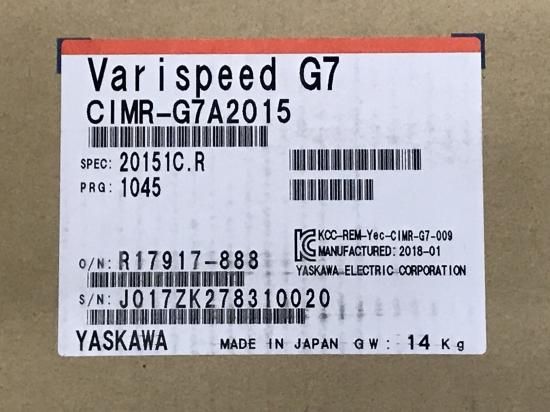 Varispeed G7
CIMR-G7A2015
SPEC: 20151C.R
PRG: 1045
KCC-REM-Yec-CIMR-G7-009
MANUFACTURED: 2018-01
O/N: R17917-888
YASKAWA ELECTRIC CORPORATION
S/N: J017ZK278310020
YASKAWA MADE IN JAPAN GW: 14 Kg